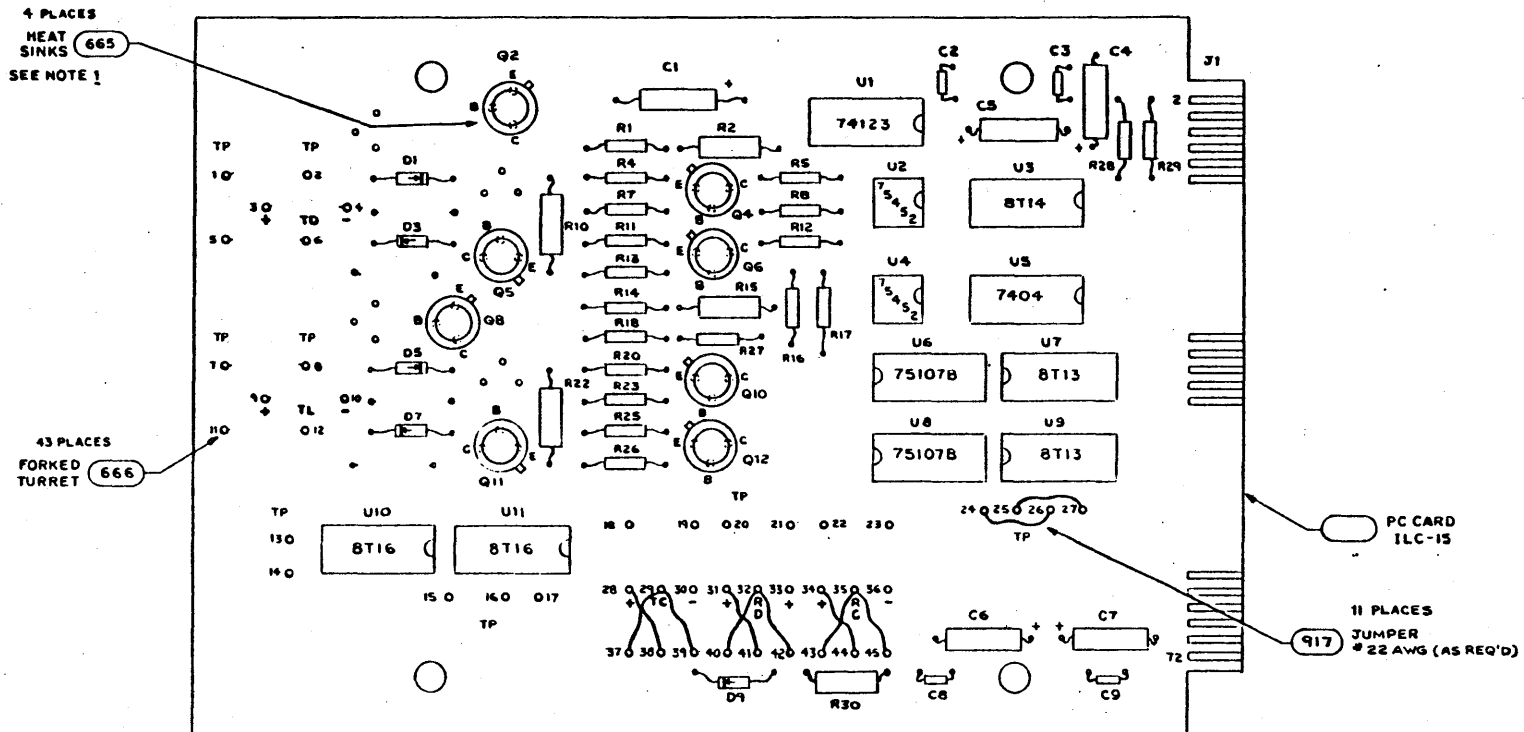 4 PLACES
HEAT SINKS 665
SEE NOTE 1
Q2
E
B
C
C1
+
U1
74123
C2
C3
C4
C5
+
+
J1
2
R28
R29
TP TP
1 2
3 4
+ TD -
5 6
D1
D3
R1
R2
R4
R5
R7
R8
R10
R11
R12
R13
R14
R15
R16
R17
R18
R27
R20
R22
R23
R25
R26
E C
B Q4
E C
B Q6
B
C E
Q5
E
B Q8
C
U2
75452
U3
8T14
U4
75452
U5
7404
TP TP
7 8
9 10
+ TL -
11 12
D5
D7
E C
B Q10
E C
B Q12
B
C E
Q11
U6
75107B
U7
8T13
U8
75107B
U9
8T13
43 PLACES
FORKED TURRET 666
TP
13
14
U10
8T16
U11
8T16
15 16 17
TP
TP
18 19 20 21 22 23
24 25 26 27
TP
PC CARD
ILC-15
28 29 30 31 32 33 34 35 36
+ TC - + RD + + RC -
37 38 39 40 41 42 43 44 45
D9
R30
C6
+
C7
+
C8
C9
72
11 PLACES
917 JUMPER
#22 AWG (AS REQ'D)